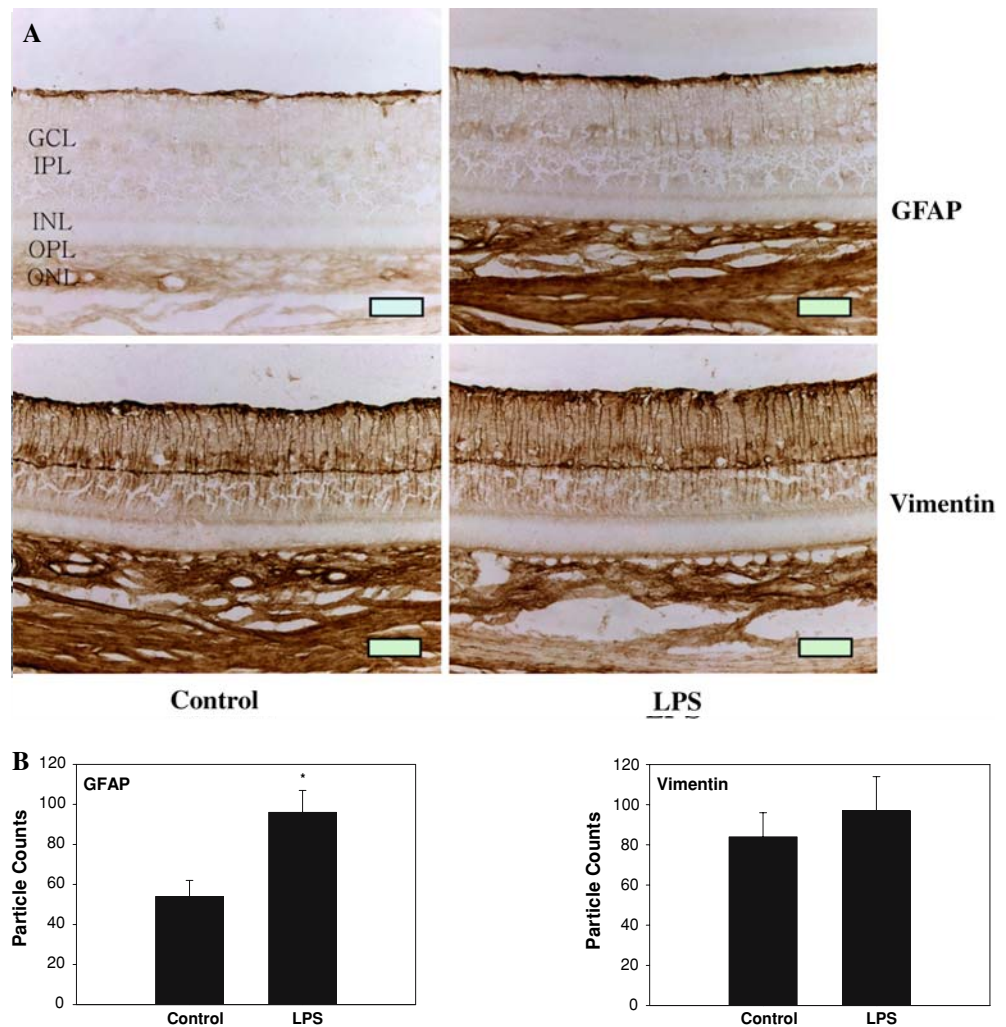 A
GCL
IPL
INL
OPL
ONL
GFAP
Vimentin
Control
LPS
B
GFAP
*
120
100
80
60
40
20
0
Particle Counts
Control
LPS
Vimentin
120
100
80
60
40
20
0
Particle Counts
Control
LPS